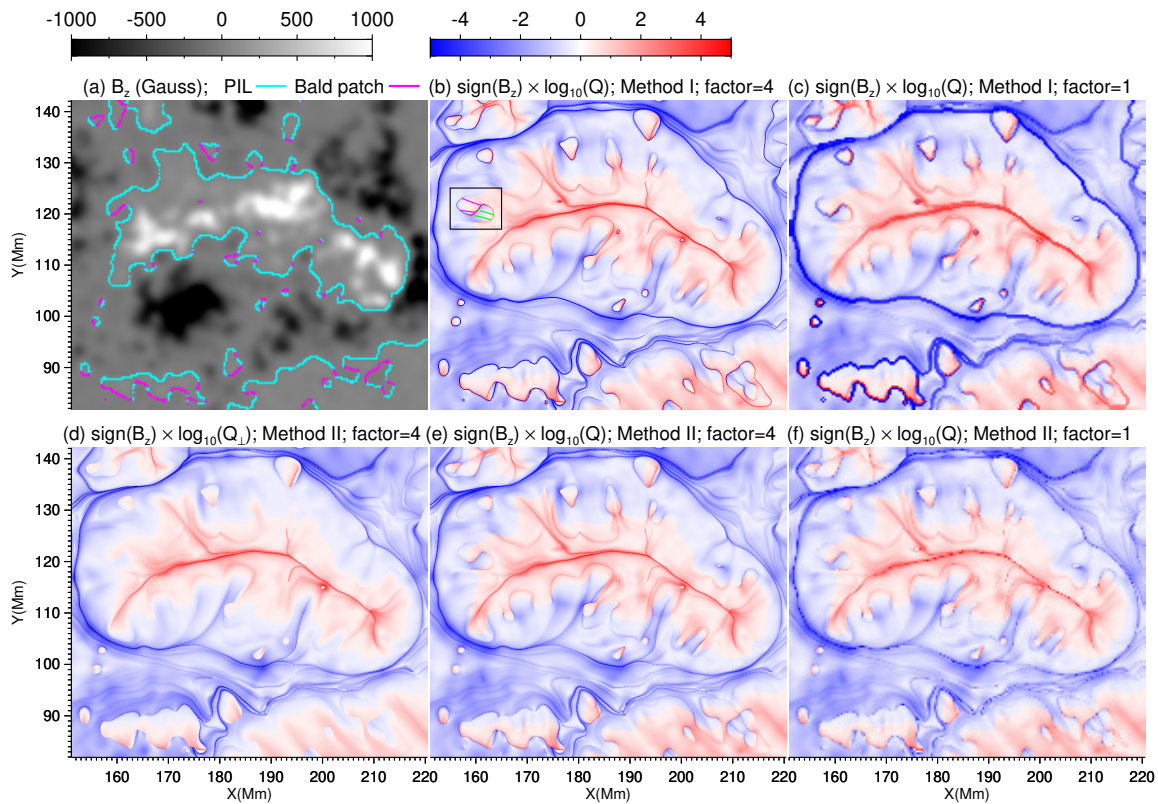 -1000 -500 0 500 1000
-4 -2 0 2 4
(a) B_z (Gauss); PIL Bald patch
(b) sign(B_z) × log_10(Q); Method I; factor=4
(c) sign(B_z) × log_10(Q); Method I; factor=1
140
130
120
110
100
90
Y(Mm)
(d) sign(B_z) × log_10(Q_⊥); Method II; factor=4
(e) sign(B_z) × log_10(Q); Method II; factor=4
(f) sign(B_z) × log_10(Q); Method II; factor=1
140
130
120
110
100
90
Y(Mm)
160 170 180 190 200 210 220
160 170 180 190 200 210 220
160 170 180 190 200 210 220
X(Mm) X(Mm) X(Mm)